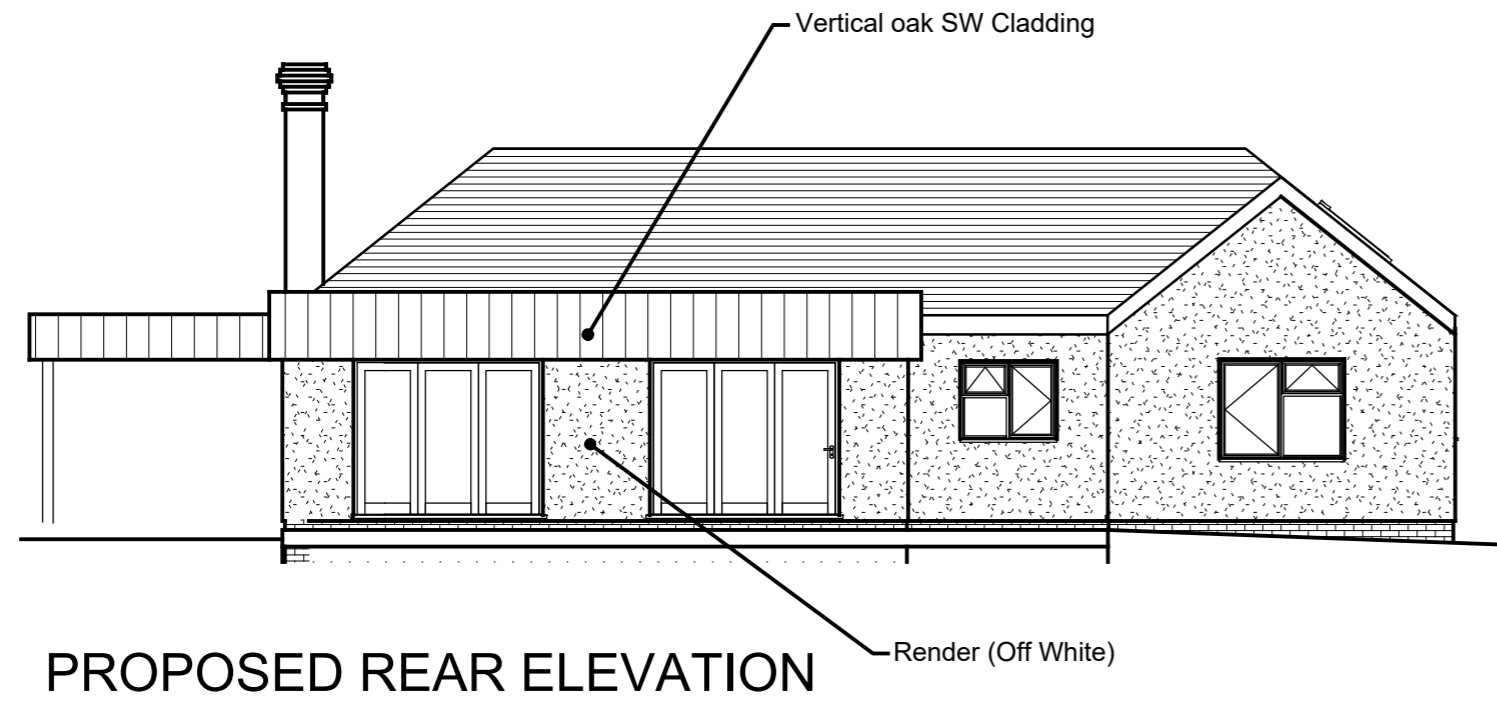 Vertical oak SW Cladding
Render (Off White)
PROPOSED REAR ELEVATION